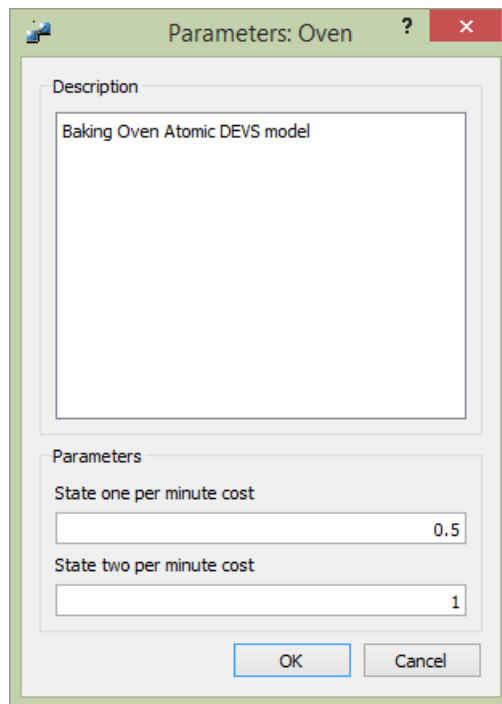 Parameters: Oven
?
Description
Baking Oven Atomic DEVS model
Parameters
State one per minute cost
0.5
State two per minute cost
1
OK
Cancel